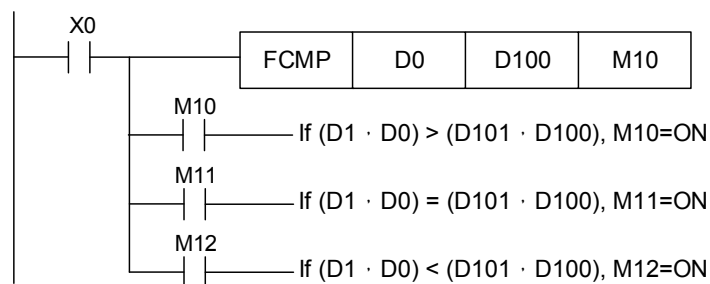 X0
FCMP D0 D100 M10
M10
If (D1 · D0) > (D101 · D100), M10=ON
M11
If (D1 · D0) = (D101 · D100), M11=ON
M12
If (D1 · D0) < (D101 · D100), M12=ON